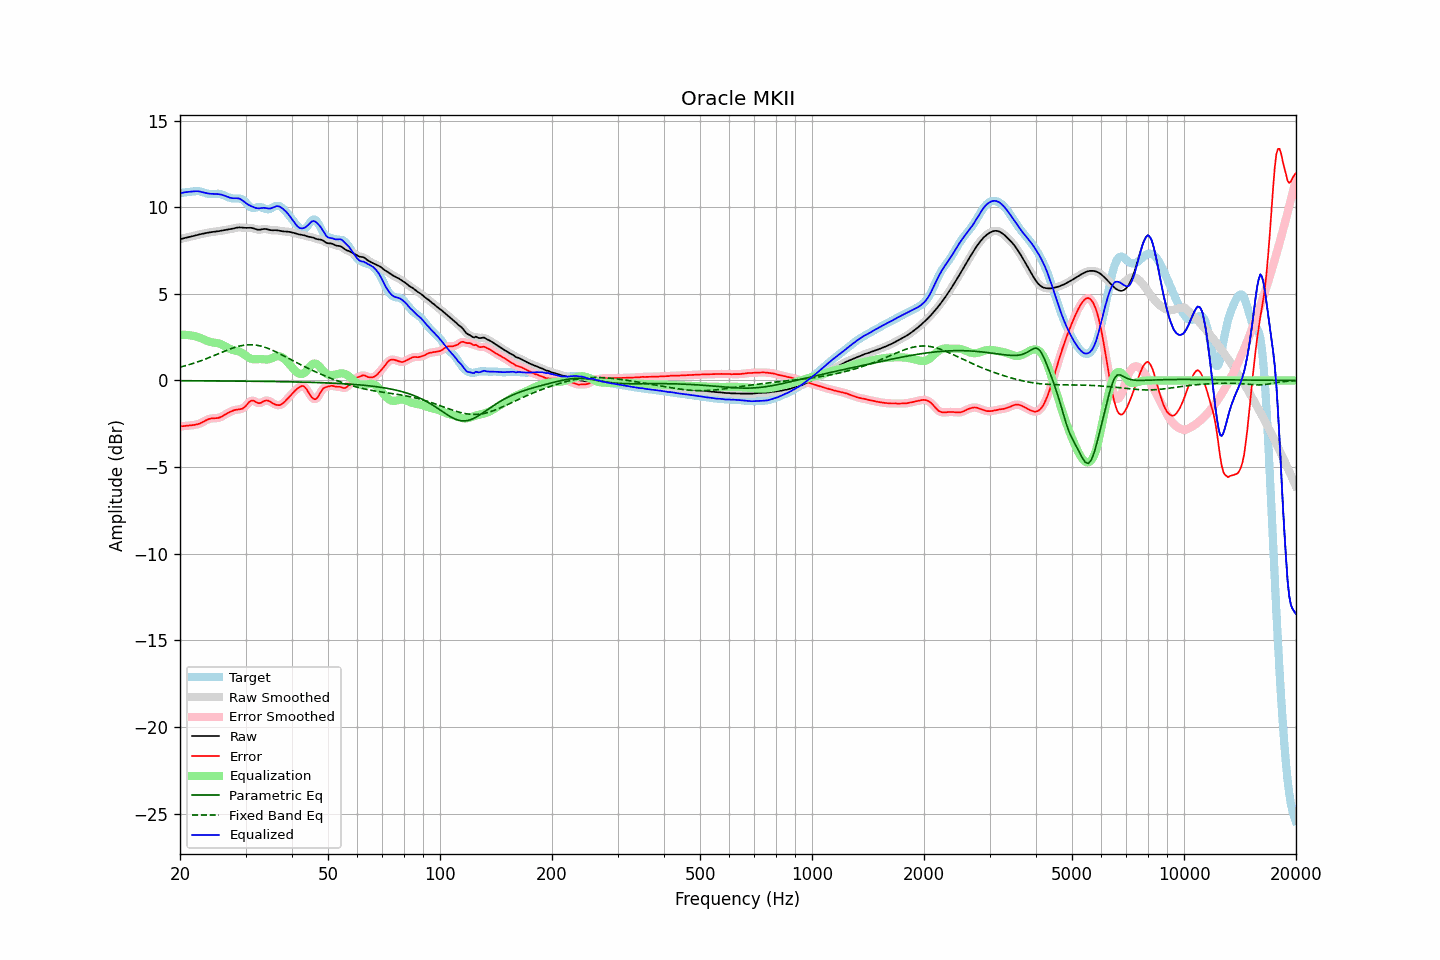 Oracle MKII
15
10
5
0
−5
−10
−15
−20
−25
Amplitude (dBr)
Target
Raw Smoothed
Error Smoothed
Raw
Error
Equalization
Parametric Eq
Fixed Band Eq
Equalized
20 50 100 200 500 1000 2000 5000 10000 20000
Frequency (Hz)